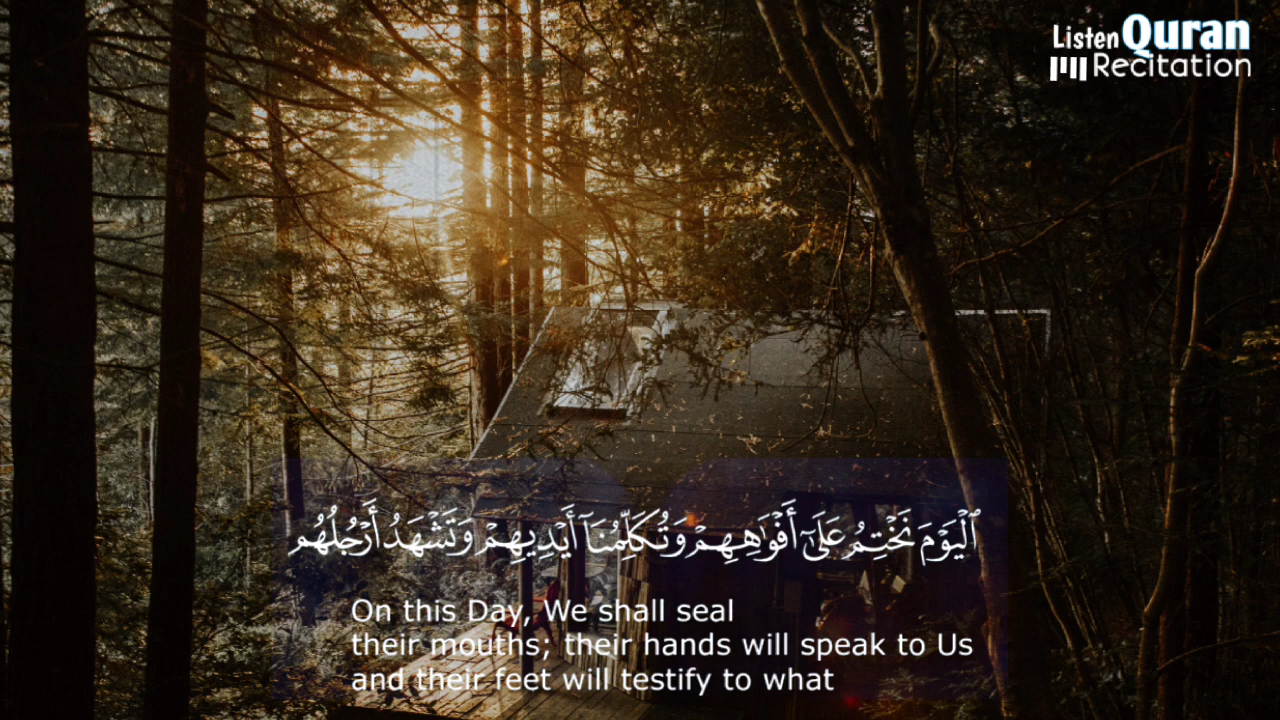 Listen Quran
Recitation
ٱلْيَوْمَ نَخْتِمُ عَلَىٰٓ أَفْوَٰهِهِمْ وَتُكَلِّمُنَآ أَيْدِيهِمْ وَتَشْهَدُ أَرْجُلُهُم
On this Day, We shall seal
their mouths; their hands will speak to Us
and their feet will testify to what